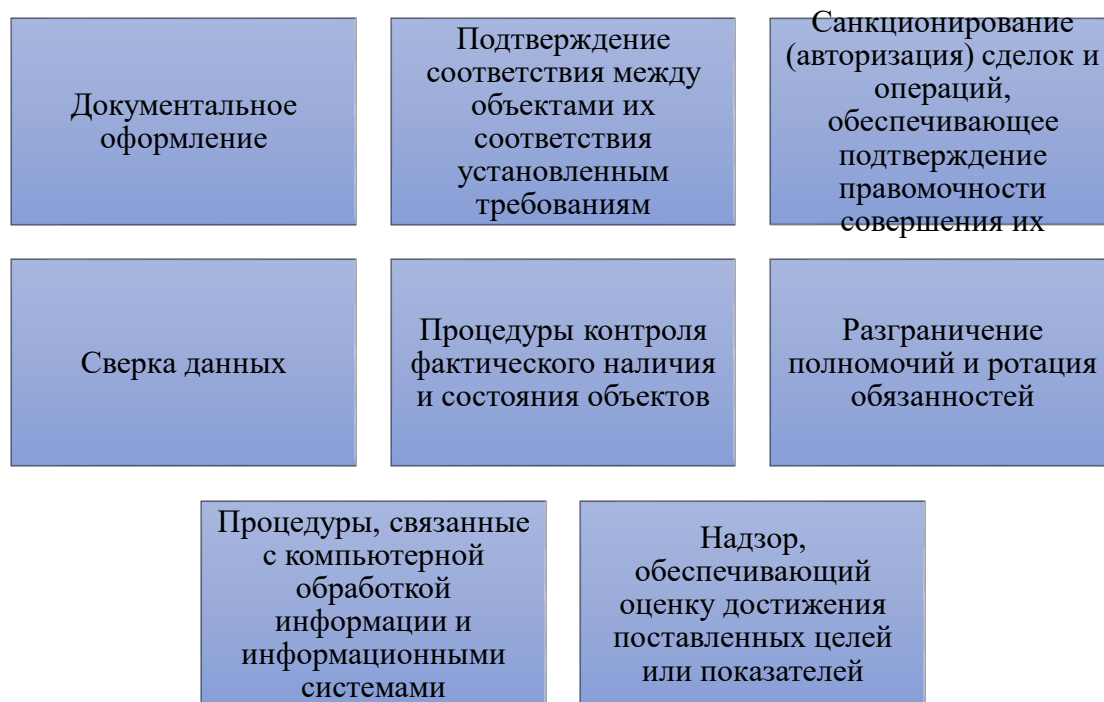 Документальное
оформление
Подтверждение
соответствия между
объектами их
соответствия
установленным
требованиям
Санкционирование
(авторизация) сделок и
операций,
обеспечивающее
подтверждение
правомочности
совершения их
Сверка данных
Процедуры контроля
фактического наличия
и состояния объектов
Разграничение
полномочий и ротация
обязанностей
Процедуры, связанные
с компьютерной
обработкой
информации и
информационными
системами
Надзор,
обеспечивающий
оценку достижения
поставленных целей
или показателей